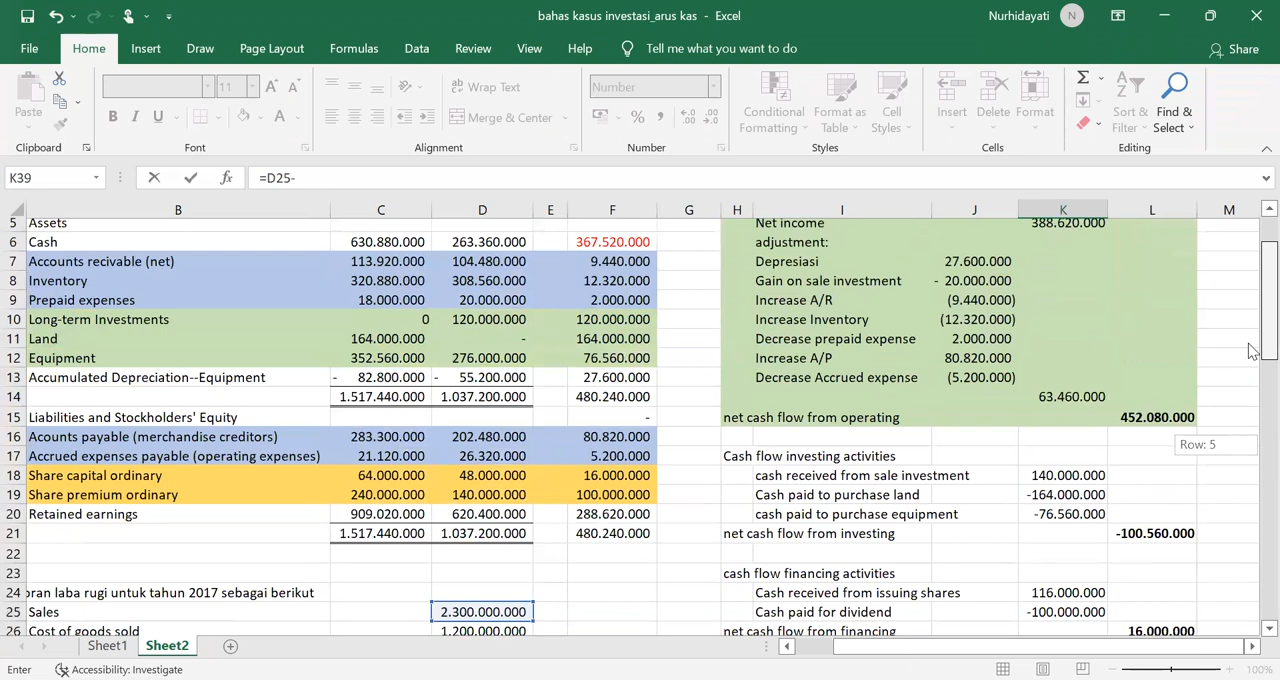 bahas kasus investasi_arus kas - Excel
Nurhidayati N
File Home Insert Draw Page Layout Formulas Data Review View Help Tell me what you want to do Share
11 A A ab Wrap Text Number Σ
Paste B I U A Merge & Center % , Conditional Formatting Format as Table Cell Styles Insert Delete Format Sort & Filter Find & Select
Clipboard Font Alignment Number Styles Cells Editing
K39 fx =D25-
B C D E F G H I J K L M
5 Assets Net income 388.620.000
6 Cash 630.880.000 263.360.000 367.520.000 adjustment:
7 Accounts recivable (net) 113.920.000 104.480.000 9.440.000 Depresiasi 27.600.000
8 Inventory 320.880.000 308.560.000 12.320.000 Gain on sale investment - 20.000.000
9 Prepaid expenses 18.000.000 20.000.000 2.000.000 Increase A/R (9.440.000)
10 Long-term Investments 0 120.000.000 120.000.000 Increase Inventory (12.320.000)
11 Land 164.000.000 - 164.000.000 Decrease prepaid expense 2.000.000
12 Equipment 352.560.000 276.000.000 76.560.000 Increase A/P 80.820.000
13 Accumulated Depreciation--Equipment - 82.800.000 - 55.200.000 27.600.000 Decrease Accrued expense (5.200.000)
14 1.517.440.000 1.037.200.000 480.240.000 63.460.000
15 Liabilities and Stockholders' Equity - net cash flow from operating 452.080.000
16 Acounts payable (merchandise creditors) 283.300.000 202.480.000 80.820.000
Row: 5
17 Accrued expenses payable (operating expenses) 21.120.000 26.320.000 5.200.000 Cash flow investing activities
18 Share capital ordinary 64.000.000 48.000.000 16.000.000 cash received from sale investment 140.000.000
19 Share premium ordinary 240.000.000 140.000.000 100.000.000 Cash paid to purchase land -164.000.000
20 Retained earnings 909.020.000 620.400.000 288.620.000 cash paid to purchase equipment -76.560.000
21 1.517.440.000 1.037.200.000 480.240.000 net cash flow from investing -100.560.000
22
23 cash flow financing activities
24 oran laba rugi untuk tahun 2017 sebagai berikut Cash received from issuing shares 116.000.000
25 Sales 2.300.000.000 Cash paid for dividend -100.000.000
26 Cost of goods sold 1.200.000.000 net cash flow from financing 16.000.000
Sheet1 Sheet2
Enter Accessibility: Investigate 100%